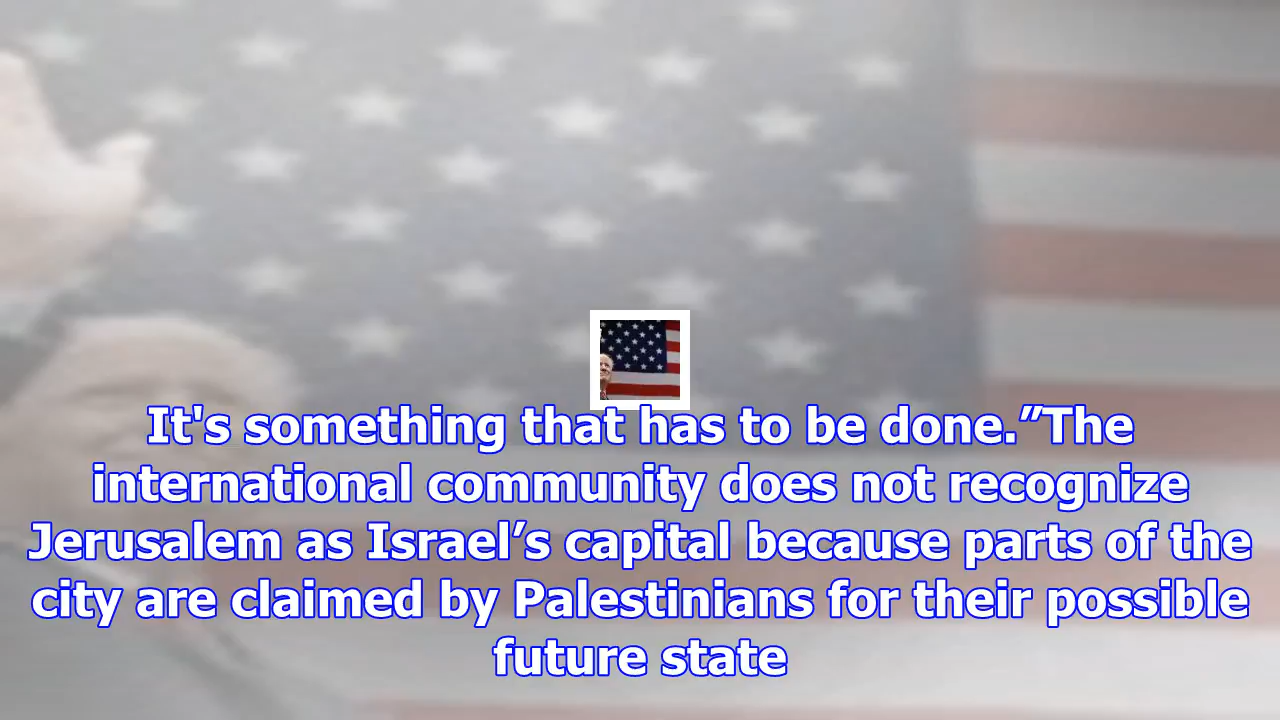 It's something that has to be done.”The
international community does not recognize
Jerusalem as Israel’s capital because parts of the
city are claimed by Palestinians for their possible
future state